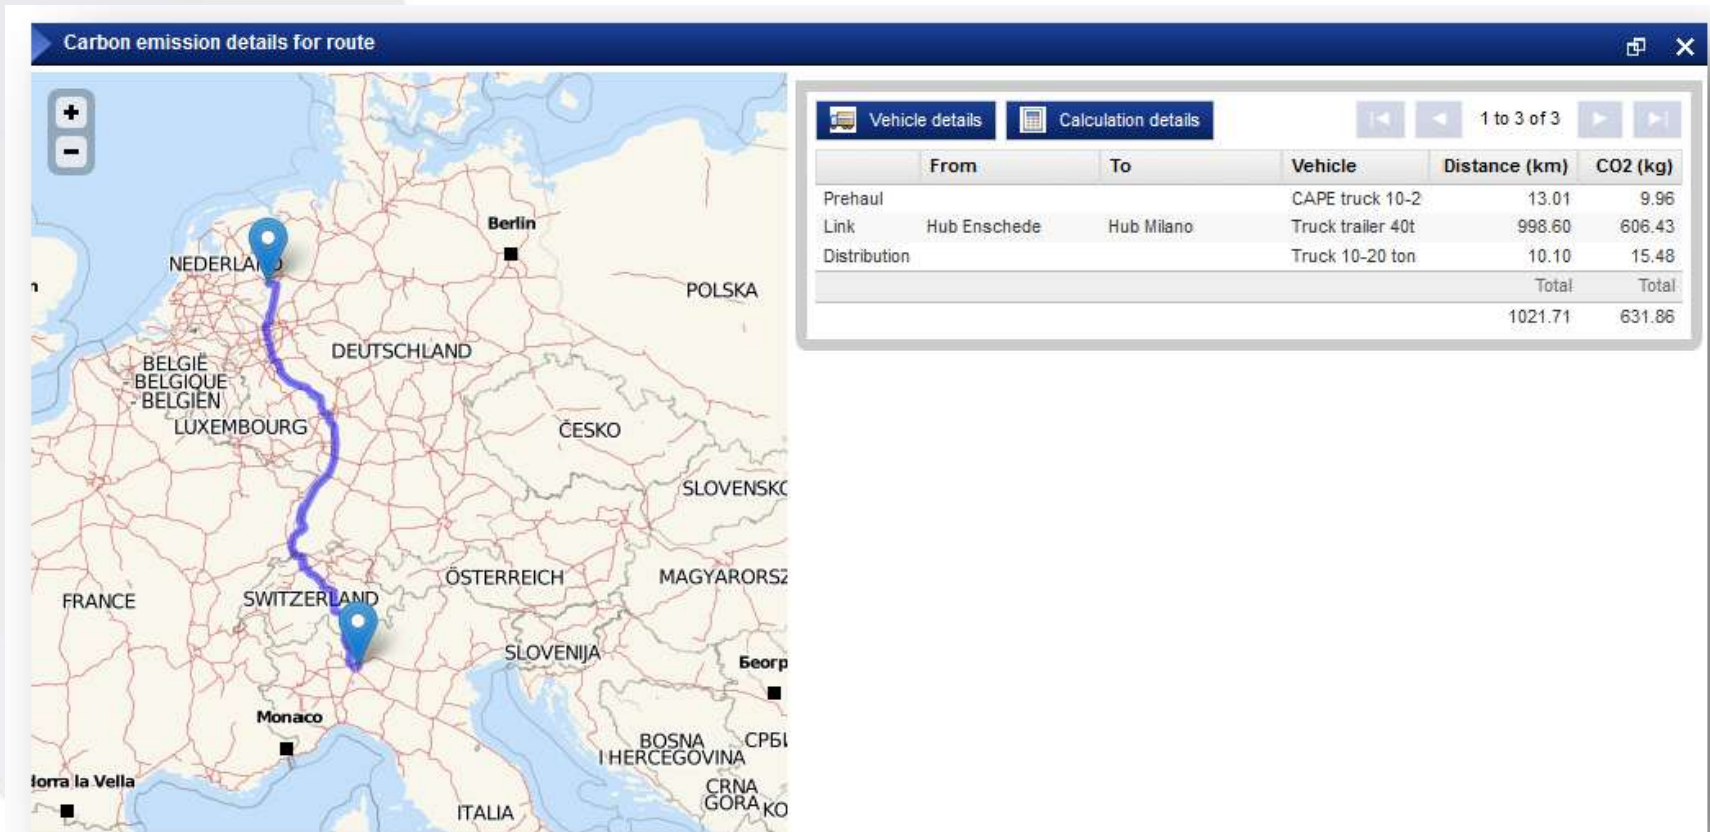 Carbon emission details for route
+
-
Vehicle details
Calculation details
1 to 3 of 3
From To Vehicle Distance (km) CO2 (kg)
Prehaul CAPE truck 10-2 13.01 9.96
Link Hub Enschede Hub Milano Truck trailer 40t 998.60 606.43
Distribution Truck 10-20 ton 10.10 15.48
Total Total
1021.71 631.86
Berlin
NEDERLA D
n
POLSKA
DEUTSCHLAND
BELGIË
- BELGIQUE
- BELGIEN
LUXEMBOURG
ČESKO
SLOVENSKO
ÖSTERREICH
MAGYARORSZ
FRANCE
SWITZERLAND
SLOVENIJA
Београ
Monaco
BOSNA
I HERCEGOVINA
СРБ
dorra la Vella
CRNA
GORA
KO
ITALIA